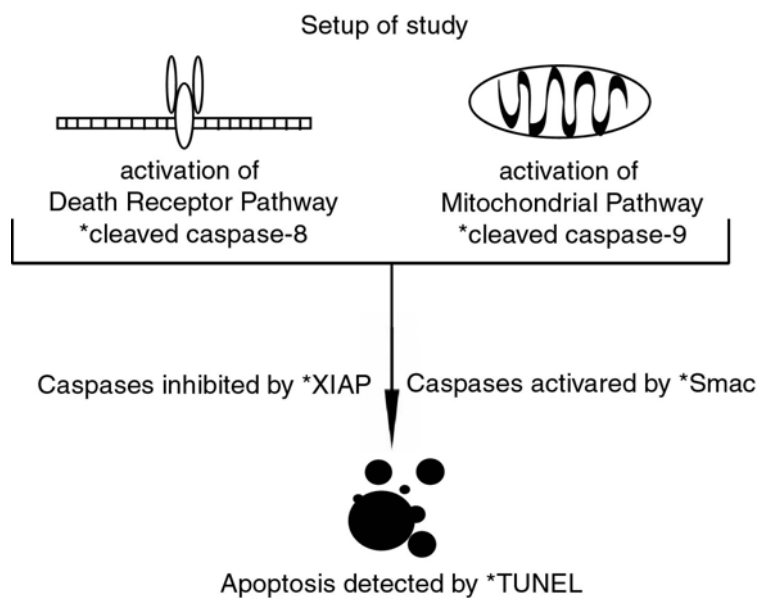 Setup of study
activation of
Death Receptor Pathway
*cleaved caspase-8
activation of
Mitochondrial Pathway
*cleaved caspase-9
Caspases inhibited by *XIAP
Caspases activared by *Smac
Apoptosis detected by *TUNEL